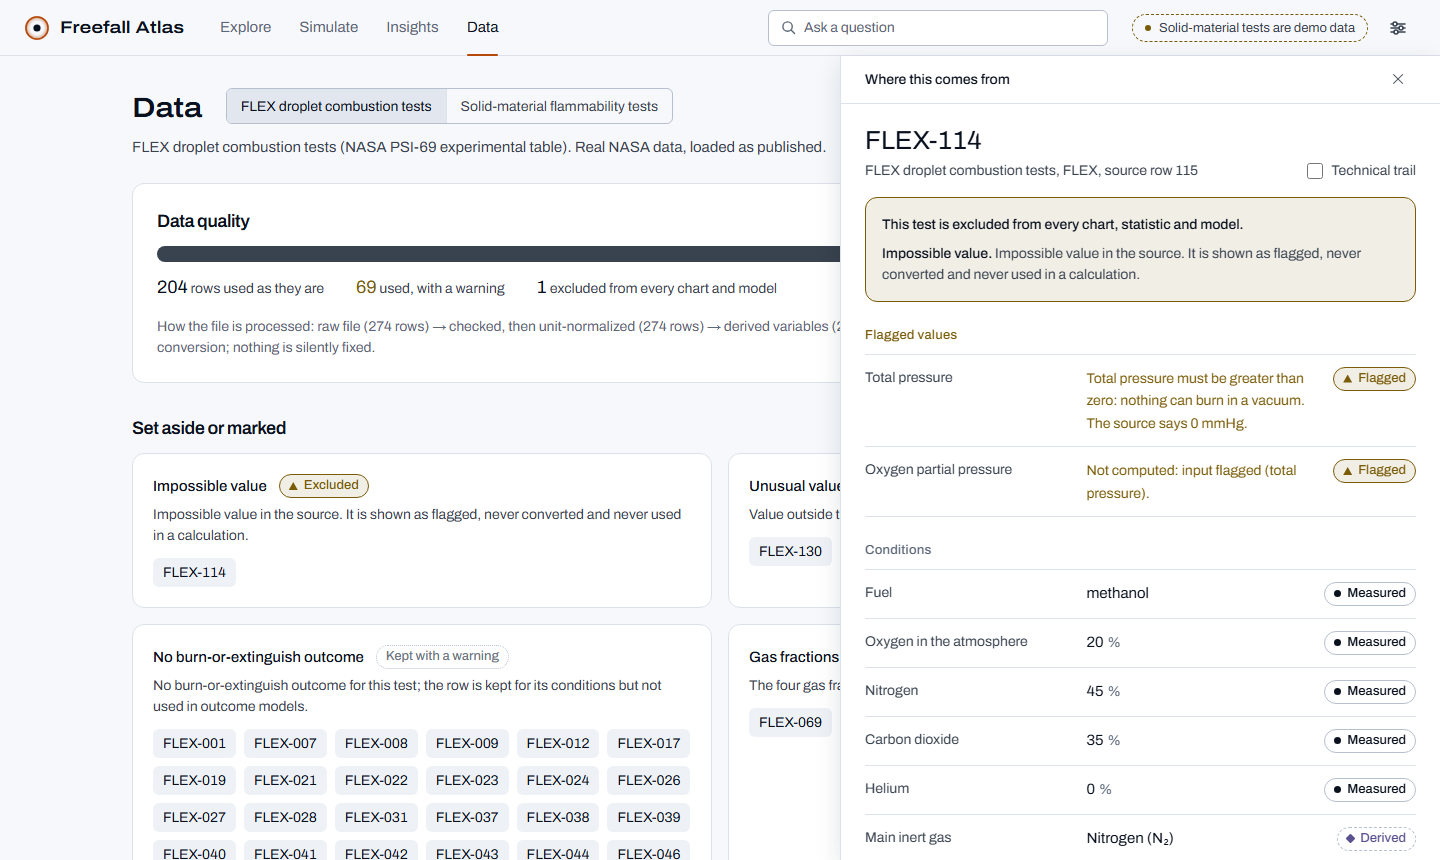 Freefall Atlas
Explore
Simulate
Insights
Data
Ask a question
Solid-material tests are demo data
Data
FLEX droplet combustion tests
Solid-material flammability tests
FLEX droplet combustion tests (NASA PSI-69 experimental table). Real NASA data, loaded as published.
Data quality
204 rows used as they are
69 used, with a warning
1 excluded from every chart and model
How the file is processed: raw file (274 rows) → checked, then unit-normalized (274 rows) → derived variables (2
conversion; nothing is silently fixed.
Set aside or marked
Impossible value
Excluded
Impossible value in the source. It is shown as flagged, never converted and never used
in a calculation.
FLEX-114
Unusual value
Value outside t
FLEX-130
No burn-or-extinguish outcome
Kept with a warning
No burn-or-extinguish outcome for this test; the row is kept for its conditions but not
used in outcome models.
FLEX-001 FLEX-007 FLEX-008 FLEX-009 FLEX-012 FLEX-017
FLEX-019 FLEX-021 FLEX-022 FLEX-023 FLEX-024 FLEX-026
FLEX-027 FLEX-028 FLEX-031 FLEX-037 FLEX-038 FLEX-039
FLEX-040 FLEX-041 FLEX-042 FLEX-043 FLEX-044 FLEX-046
Gas fractions
The four gas fra
FLEX-069
Where this comes from
FLEX-114
FLEX droplet combustion tests, FLEX, source row 115
Technical trail
This test is excluded from every chart, statistic and model.
Impossible value. Impossible value in the source. It is shown as flagged, never
converted and never used in a calculation.
Flagged values
Total pressure
Total pressure must be greater than
zero: nothing can burn in a vacuum.
The source says 0 mmHg.
Flagged
Oxygen partial pressure
Not computed: input flagged (total
pressure).
Flagged
Conditions
Fuel
methanol
Measured
Oxygen in the atmosphere
20 %
Measured
Nitrogen
45 %
Measured
Carbon dioxide
35 %
Measured
Helium
0 %
Measured
Main inert gas
Nitrogen (N₂)
Derived